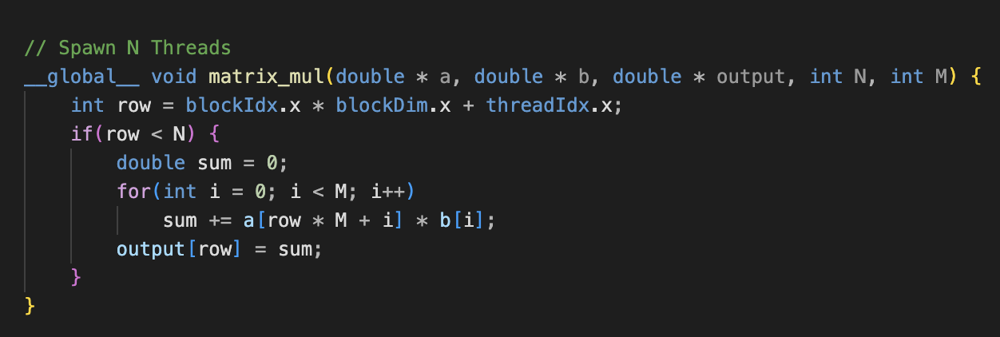 // Spawn N Threads
__global__ void matrix_mul(double * a, double * b, double * output, int N, int M) {
    int row = blockIdx.x * blockDim.x + threadIdx.x;
    if(row < N) {
        double sum = 0;
        for(int i = 0; i < M; i++)
            sum += a[row * M + i] * b[i];
        output[row] = sum;
    }
}